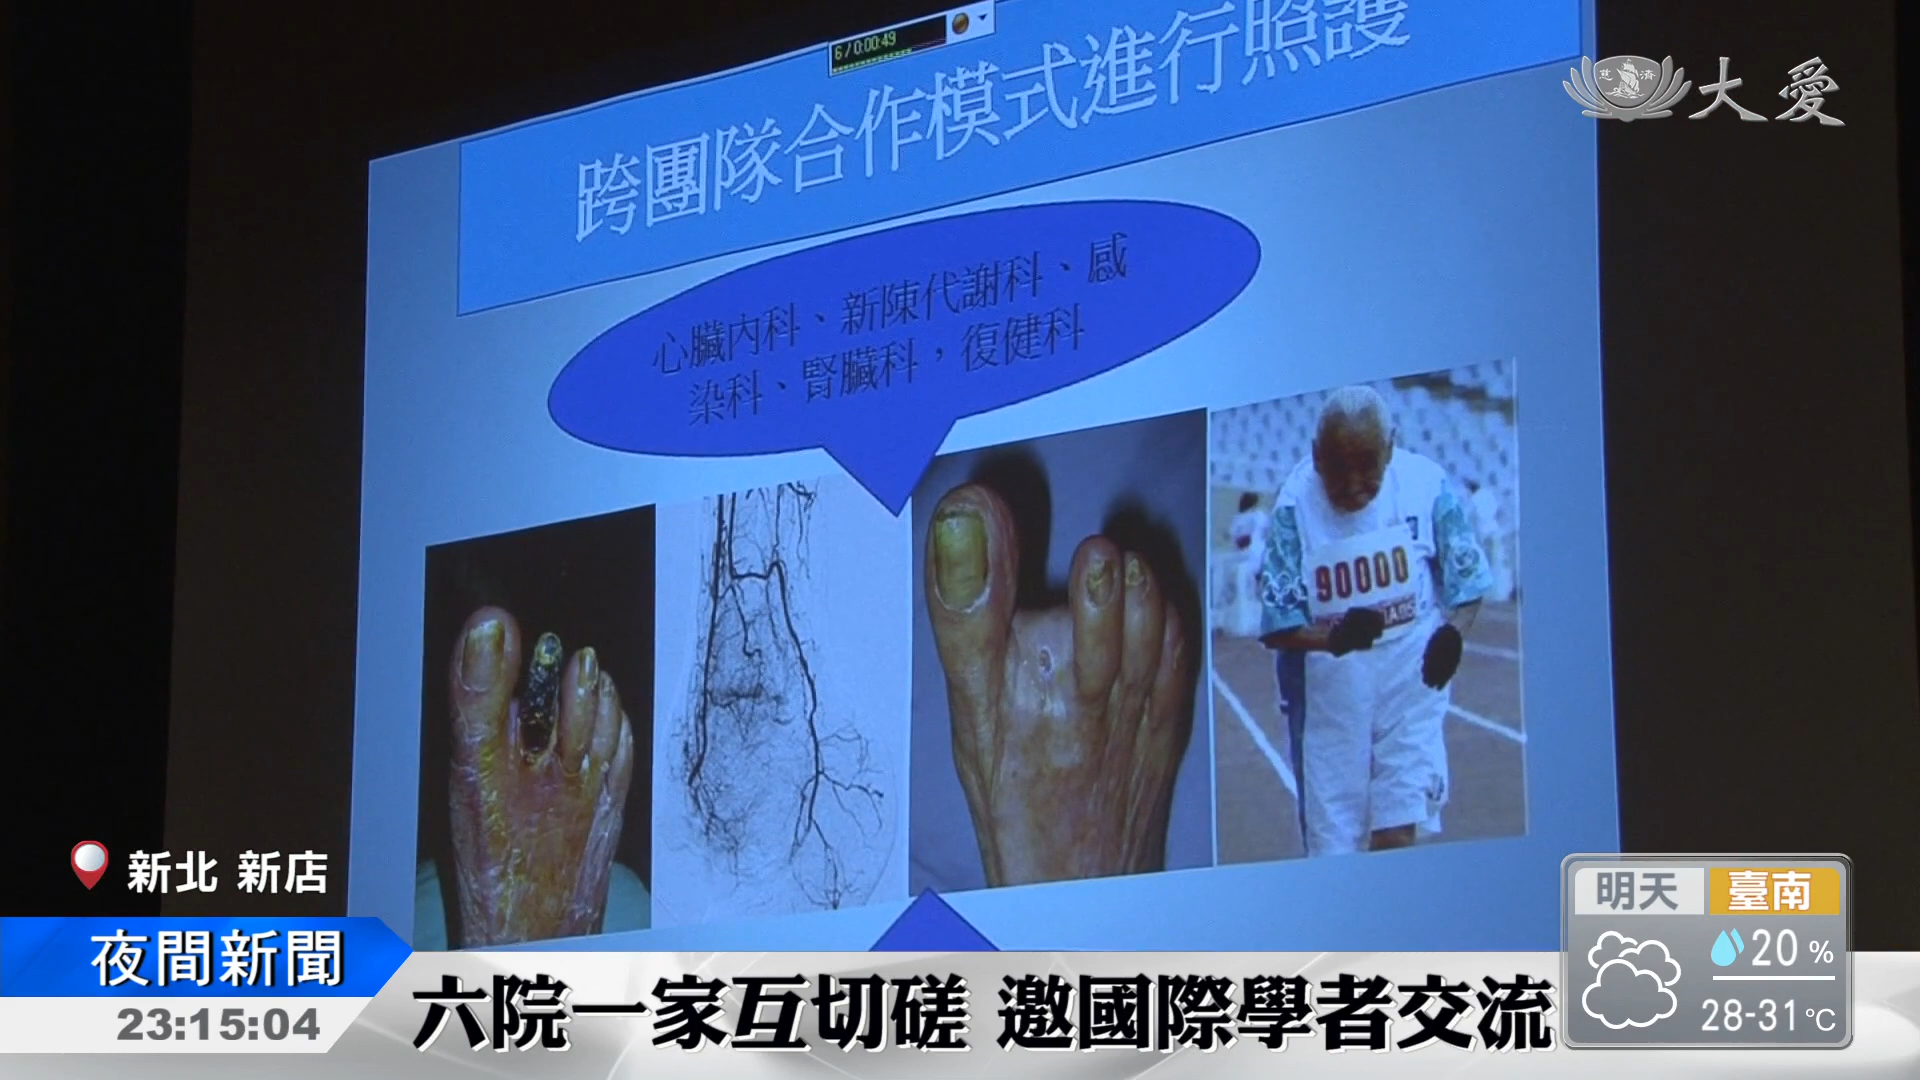 6 / 0:00:49
跨團隊合作模式進行照護
慈濟
大愛
心臟內科、新陳代謝科、感
染科、腎臟科,復健科
90000
新北 新店
夜間新聞
23:15:04
六院一家互切磋 邀國際學者交流
明天 臺南
20 %
28-31°C